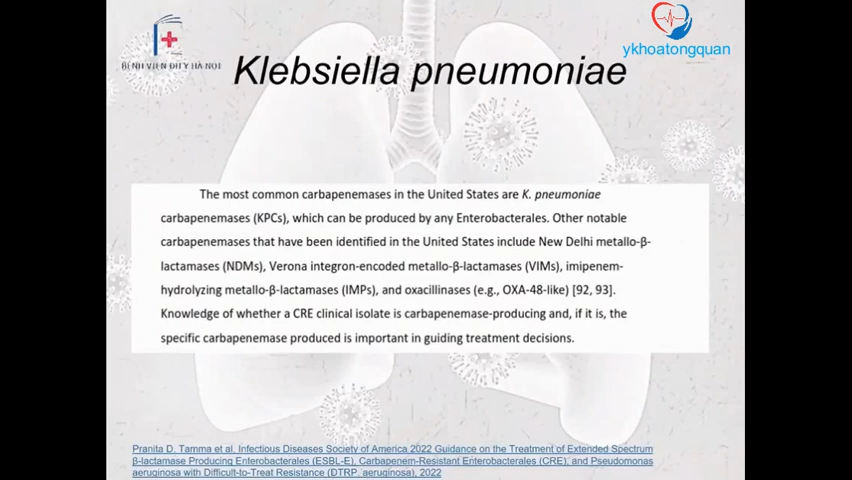 BỆNH VIỆN ĐHY HÀ NỘI
ykhoatongquan
Klebsiella pneumoniae
The most common carbapenemases in the United States are K. pneumoniae
carbapenemases (KPCs), which can be produced by any Enterobacterales. Other notable
carbapenemases that have been identified in the United States include New Delhi metallo-β-
lactamases (NDMs), Verona integron-encoded metallo-β-lactamases (VIMs), imipenem-
hydrolyzing metallo-β-lactamases (IMPs), and oxacillinases (e.g., OXA-48-like) [92, 93].
Knowledge of whether a CRE clinical isolate is carbapenemase-producing and, if it is, the
specific carbapenemase produced is important in guiding treatment decisions.
Pranita D. Tamma et al, Infectious Diseases Society of America 2022 Guidance on the Treatment of Extended Spectrum
β-lactamase Producing Enterobacterales (ESBL-E), Carbapenem-Resistant Enterobacterales (CRE), and Pseudomonas
aeruginosa with Difficult-to-Treat Resistance (DTRP. aeruginosa), 2022